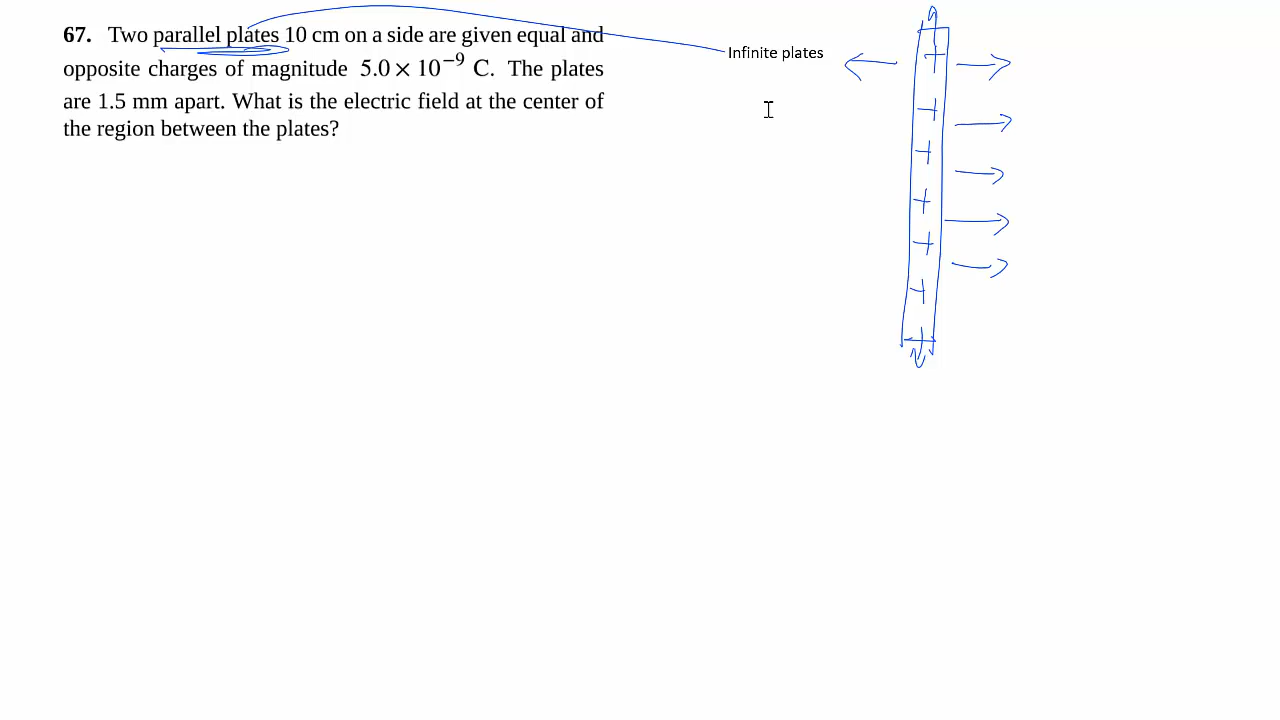 67. Two parallel plates 10 cm on a side are given equal and
opposite charges of magnitude 5.0 × 10⁻⁹ C. The plates
are 1.5 mm apart. What is the electric field at the center of
the region between the plates?
Infinite plates
+
+
+
+
+
+
+